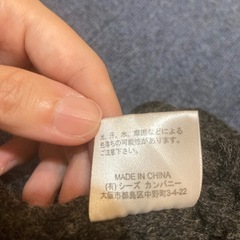 光、汗、水、摩擦などによる
色落ちの可能性があります。
ご注意下さい。
MADE IN CHINA
(有) シーズ カンパニー
大阪市都島区中野町3-4-22